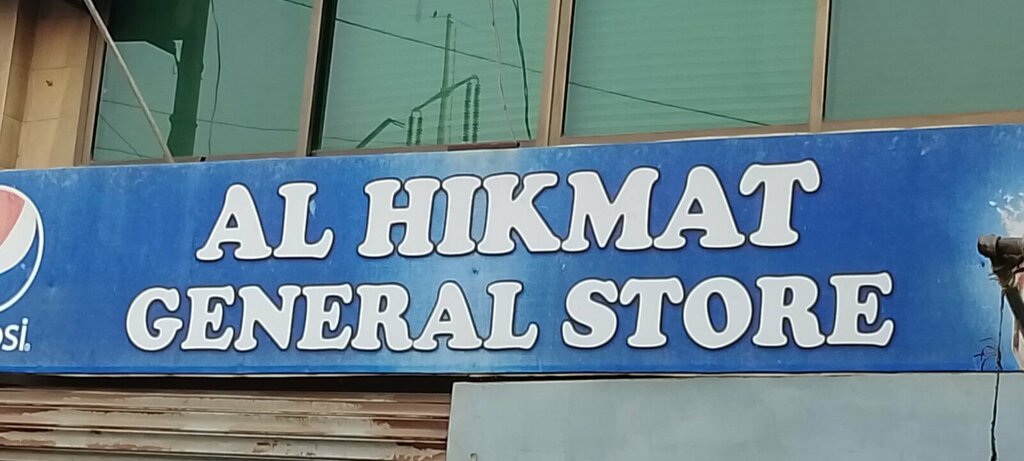 AL HIKMAT
GENERAL STORE